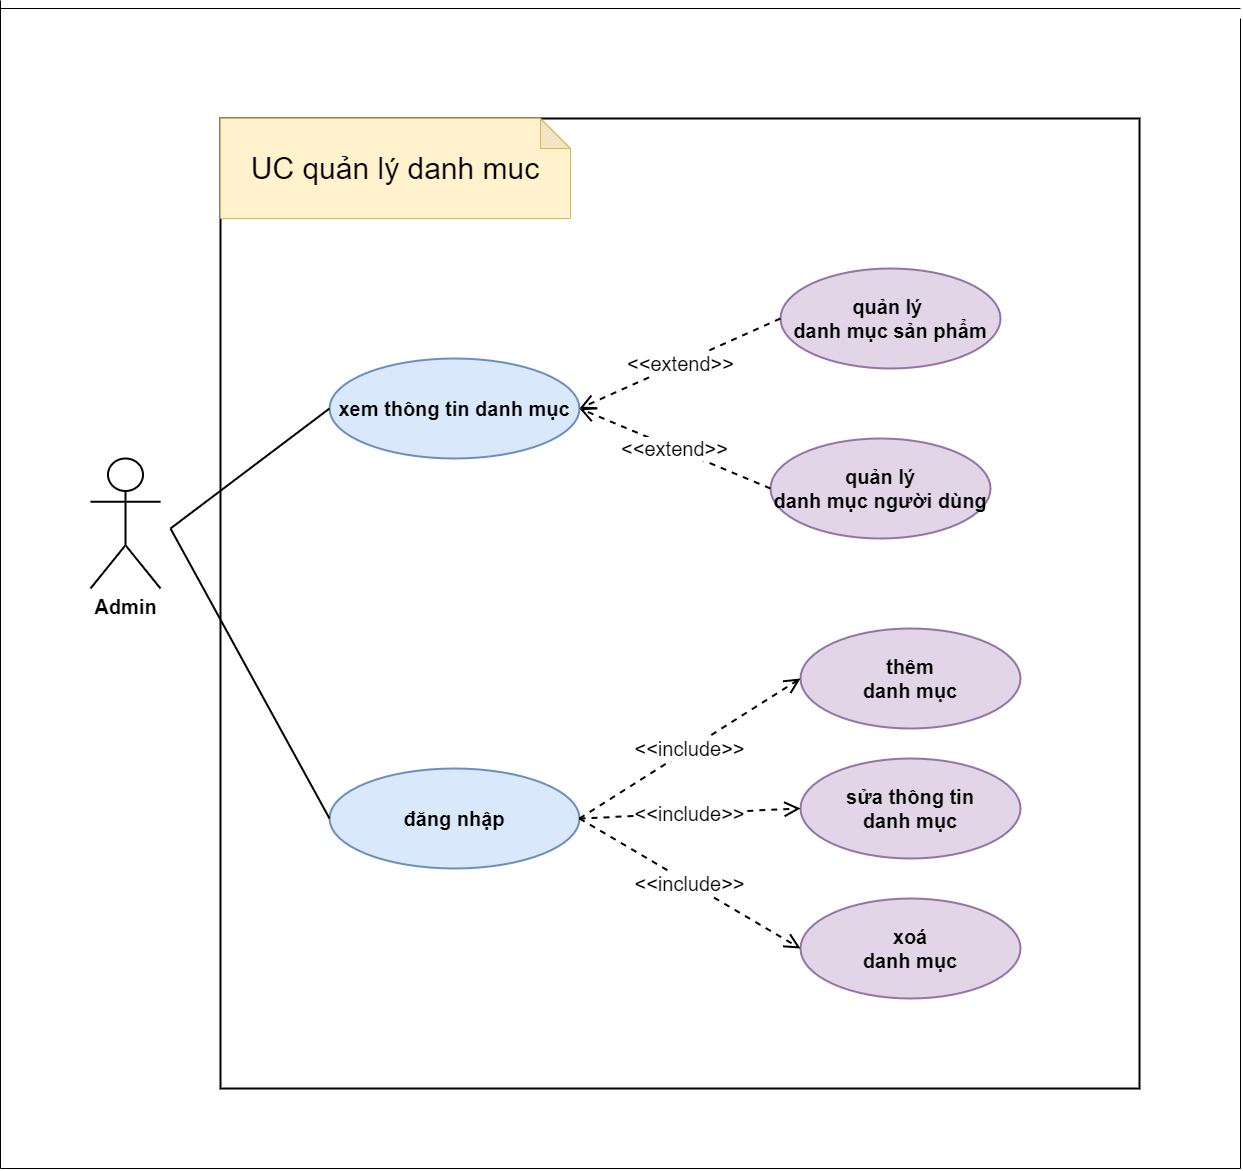 UC quản lý danh muc
quản lý
danh mục sản phẩm
<<extend>>
xem thông tin danh mục
<<extend>>
quản lý
danh mục người dùng
Admin
thêm
danh mục
<<include>>
sửa thông tin
danh mục
<<include>>
đăng nhập
<<include>>
xoá
danh mục